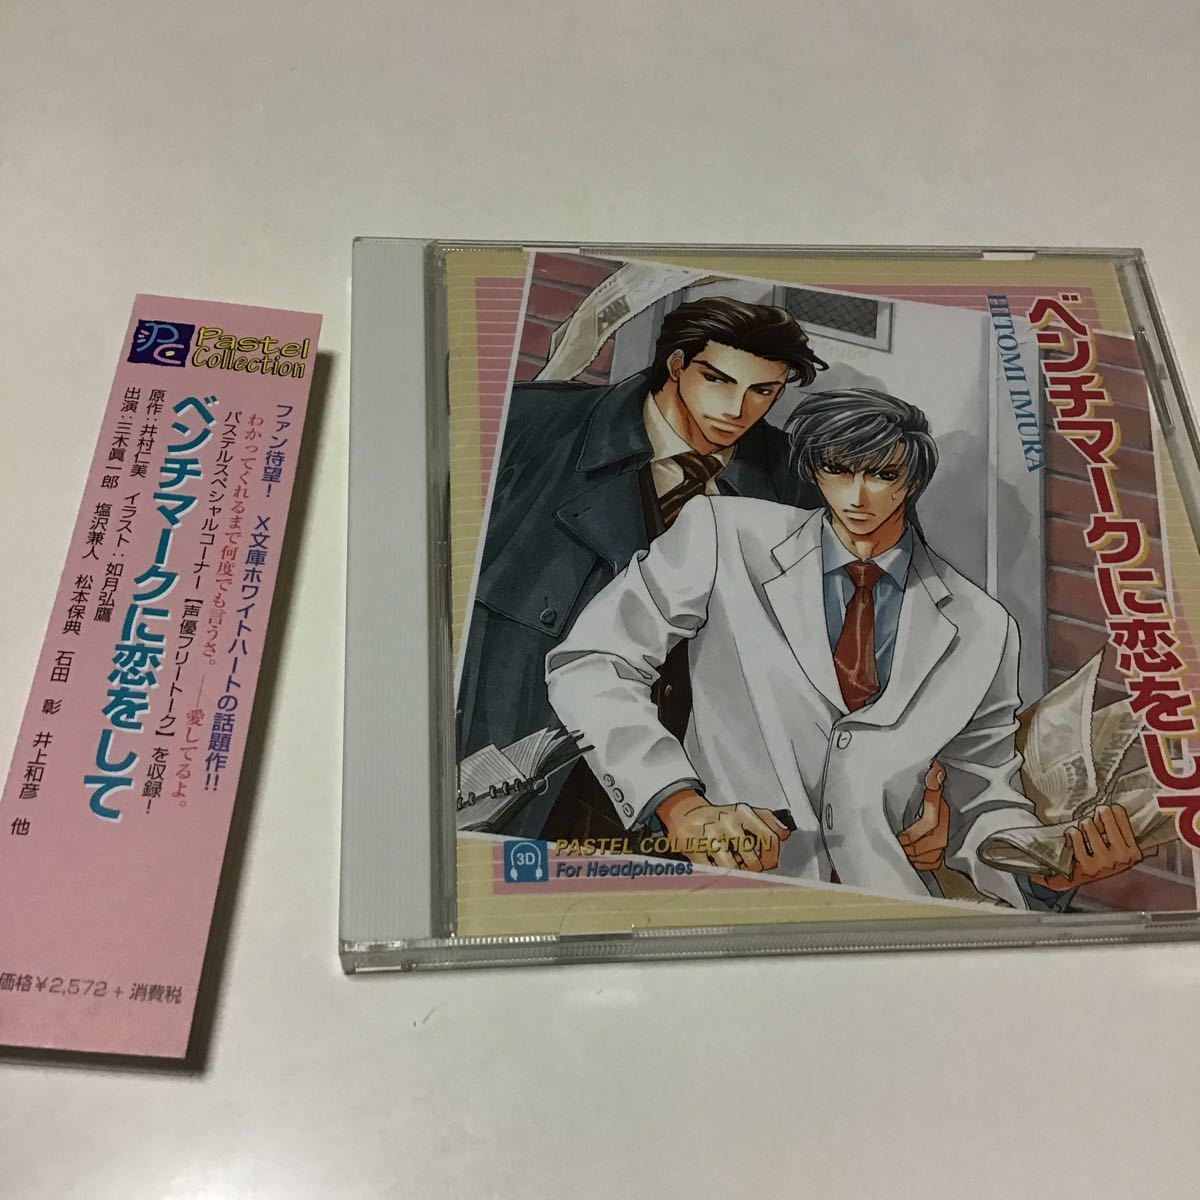 Pastel
Collection
ファン待望！ X文庫ホワイトハートの話題作!!
わかってくれるまで何度でも言うさ。――愛してるよ。
パステルスペシャルコーナー【声優フリートーク】を収録！
ベンチマークに恋をして
原作:井村仁美 イラスト:如月弘鷹
出演:三木眞一郎 塩沢兼人 松本保典 石田 彰 井上和彦 他
価格￥2,572+消費税
ベンチマークに恋をして
HITOMI IMURA
3D
PASTEL COLLECTION
For Headphones